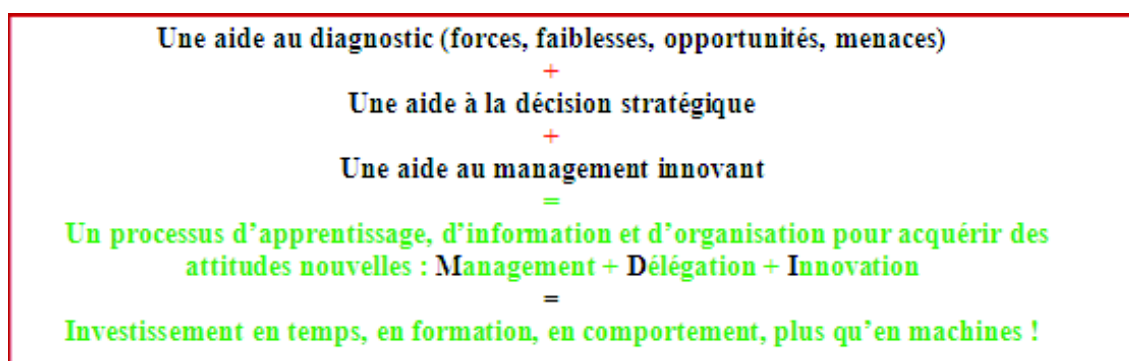 Une aide au diagnostic (forces, faiblesses, opportunités, menaces)
+
Une aide à la décision stratégique
+
Une aide au management innovant
=
Un processus d’apprentissage, d’information et d’organisation pour acquérir des
attitudes nouvelles : Management + Délégation + Innovation
=
Investissement en temps, en formation, en comportement, plus qu’en machines !